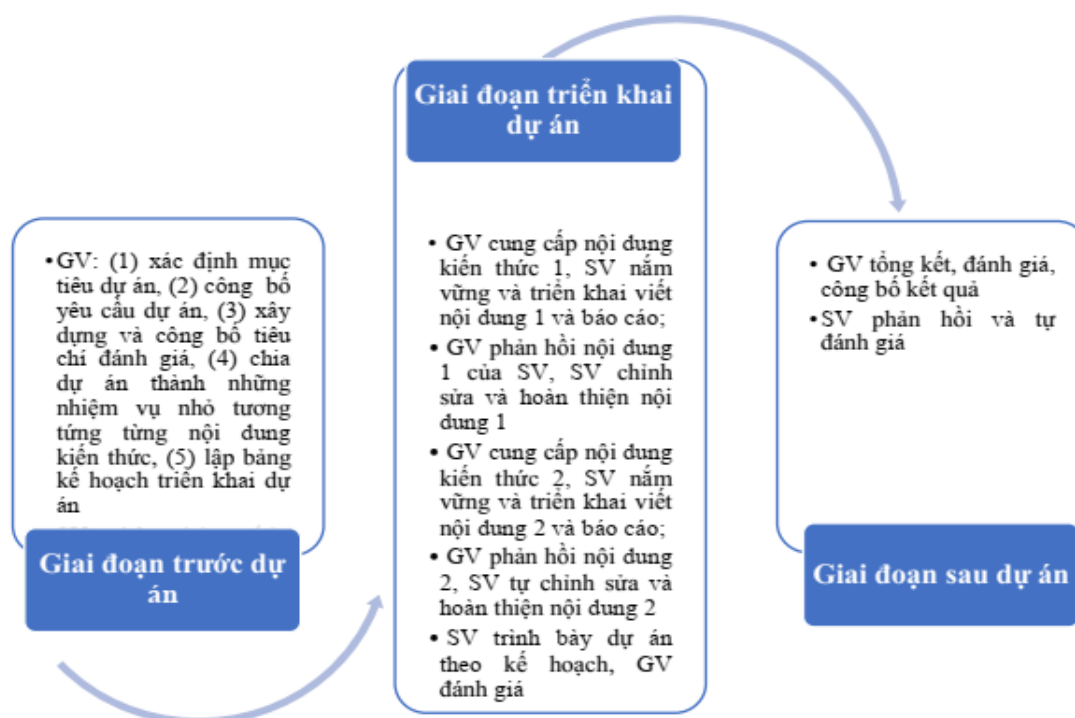 •GV: (1) xác định mục
tiêu dự án, (2) công bố
yêu cầu dự án, (3) xây
dựng và công bố tiêu
chí đánh giá, (4) chia
dự án thành những
nhiệm vụ nhỏ tương
tứng từng nội dung
kiến thức, (5) lập bảng
kế hoạch triển khai dự
án
Giai đoạn trước dự
án
Giai đoạn triển khai
dự án
• GV cung cấp nội dung
kiến thức 1, SV nắm
vững và triển khai viết
nội dung 1 và báo cáo;
• GV phản hồi nội dung
1 của SV, SV chỉnh
sửa và hoàn thiện nội
dung 1
• GV cung cấp nội dung
kiến thức 2, SV nắm
vững và triển khai viết
nội dung 2 và báo cáo;
• GV phản hồi nội dung
2, SV tự chỉnh sửa và
hoàn thiện nội dung 2
• SV trình bày dự án
theo kế hoạch, GV
đánh giá
• GV tổng kết, đánh giá,
công bố kết quả
•SV phản hồi và tự
đánh giá
Giai đoạn sau dự án